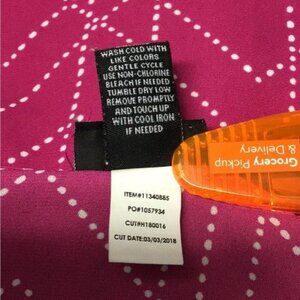 WASH COLD WITH
LIKE COLORS
GENTLE CYCLE
USE NON-CHLORINE
BLEACH IF NEEDED
TUMBLE DRY LOW
REMOVE PROMPTLY
AND TOUCH UP
WITH COOL IRON
IF NEEDED
Grocery Pickup
& Delivery
ITEM#11340885
PO#1057934
CUT#H180016
CUT DATE:03/03/2018